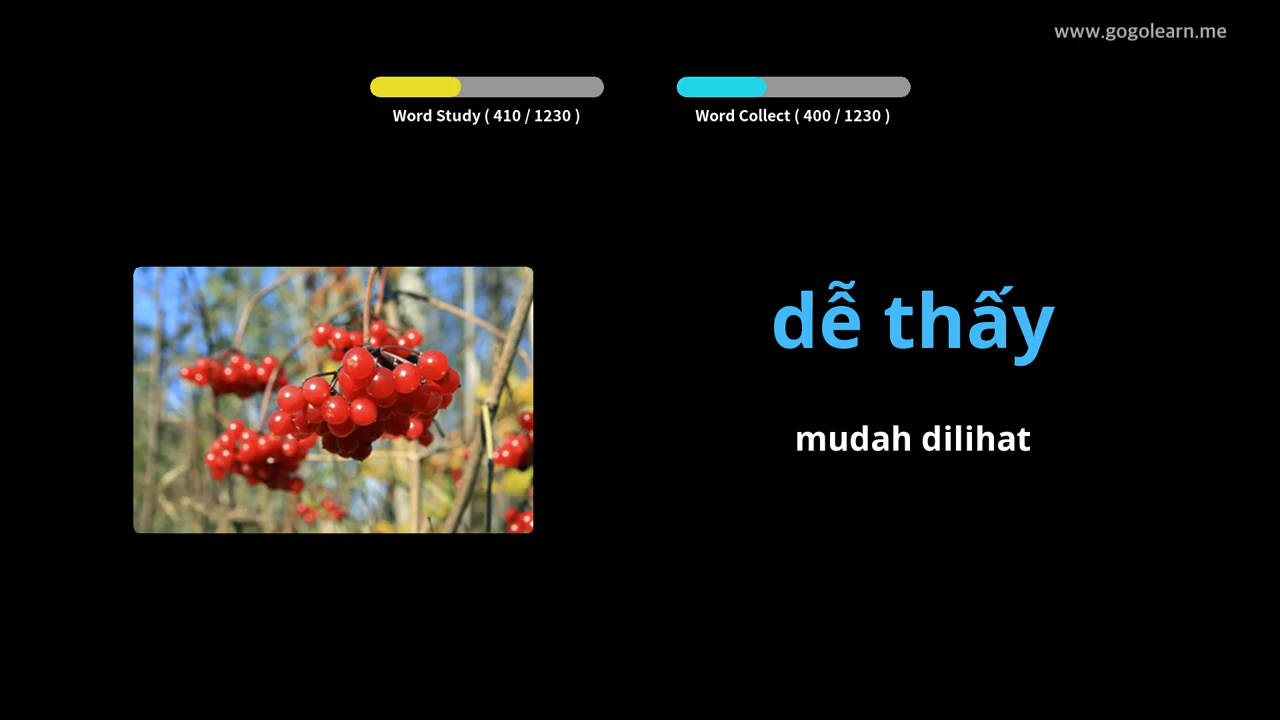 www.gogolearn.me
Word Study ( 410 / 1230 )
Word Collect ( 400 / 1230 )
dễ thấy
mudah dilihat